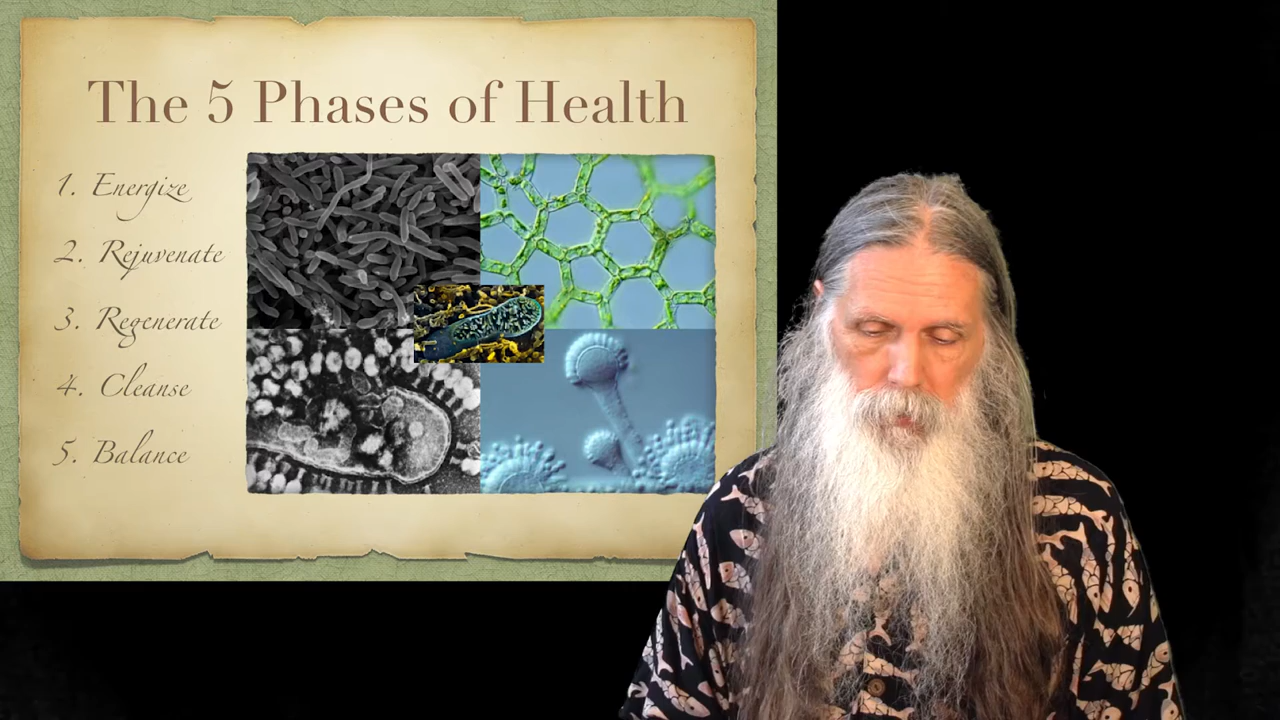 The 5 Phases of Health
1. Energize
2. Rejuvenate
3. Regenerate
4. Cleanse
5. Balance